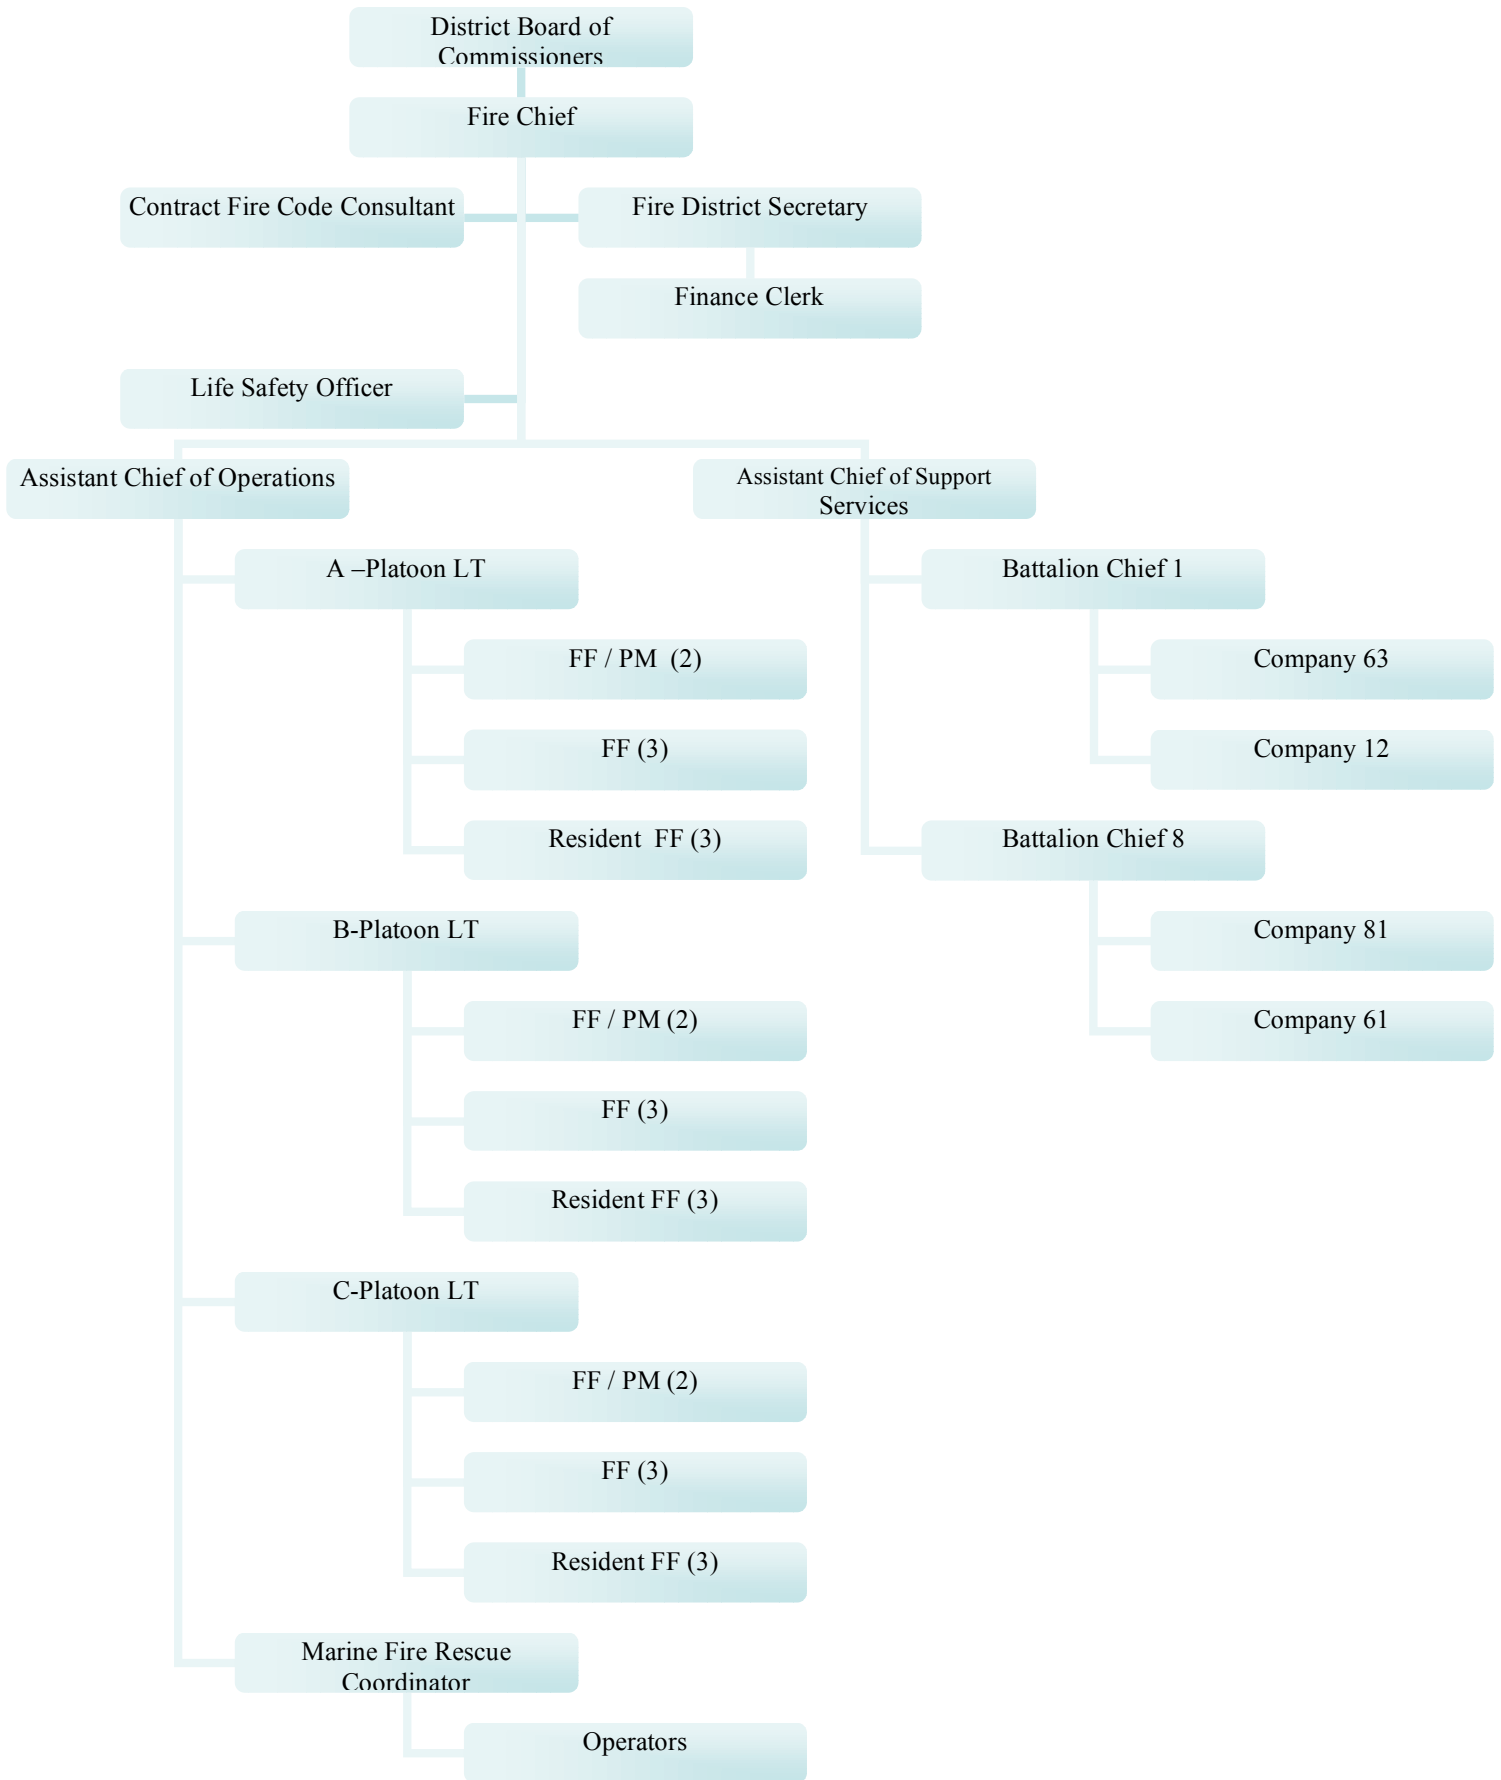 District Board of
Commissioners
Fire Chief
Contract Fire Code Consultant
Fire District Secretary
Finance Clerk
Life Safety Officer
Assistant Chief of Operations
Assistant Chief of Support
Services
A –Platoon LT
Battalion Chief 1
FF / PM  (2)
Company 63
FF (3)
Company 12
Resident  FF (3)
Battalion Chief 8
B-Platoon LT
Company 81
FF / PM (2)
Company 61
FF (3)
Resident FF (3)
C-Platoon LT
FF / PM (2)
FF (3)
Resident FF (3)
Marine Fire Rescue
Coordinator
Operators